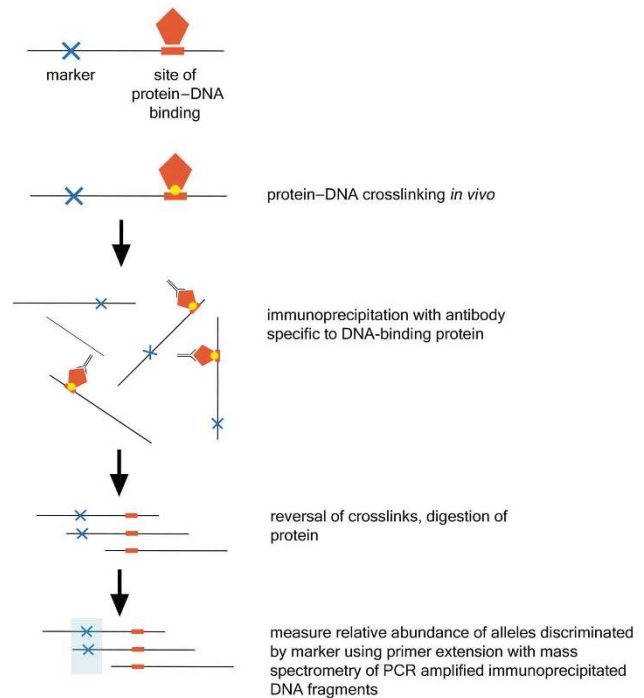 marker
site of
protein–DNA
binding
protein–DNA crosslinking in vivo
immunoprecipitation with antibody
specific to DNA-binding protein
reversal of crosslinks, digestion of
protein
measure relative abundance of alleles discriminated
by marker using primer extension with mass
spectrometry of PCR amplified immunoprecipitated
DNA fragments